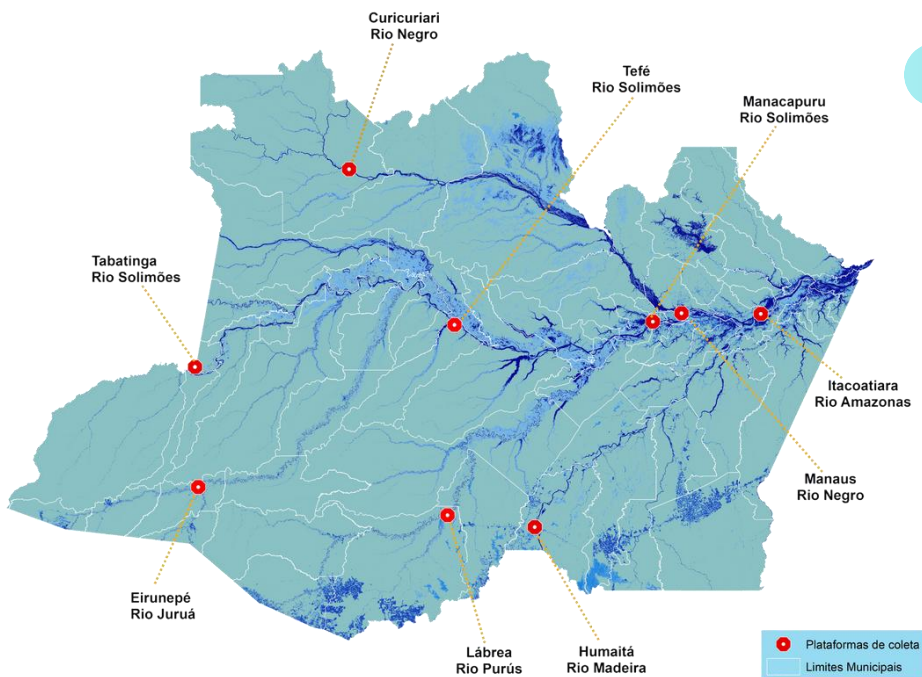 Curicuriari
Rio Negro
Tefé
Rio Solimões
Manacapuru
Rio Solimões
Tabatinga
Rio Solimões
Itacoatiara
Rio Amazonas
Manaus
Rio Negro
Eirunepé
Rio Juruá
Lábrea
Rio Purús
Humaitá
Rio Madeira
Plataformas de coleta
Limites Municipais